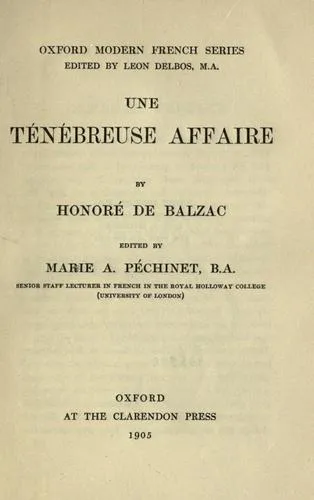 OXFORD MODERN FRENCH SERIES
EDITED BY LEON DELBOS, M.A.
UNE
TÉNÉBREUSE AFFAIRE
BY
HONORÉ DE BALZAC
EDITED BY
MARIE A. PÉCHINET, B.A.
SENIOR STAFF LECTURER IN FRENCH IN THE ROYAL HOLLOWAY COLLEGE
(UNIVERSITY OF LONDON)
OXFORD
AT THE CLARENDON PRESS
1905